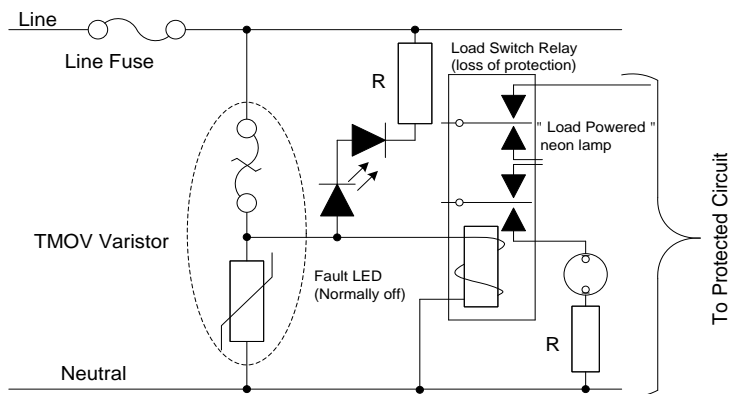 Line
Line Fuse
R
Load Switch Relay
(loss of protection)
" Load Powered "
neon lamp
TMOV Varistor
Fault LED
(Normally off)
R
Neutral
To Protected Circuit